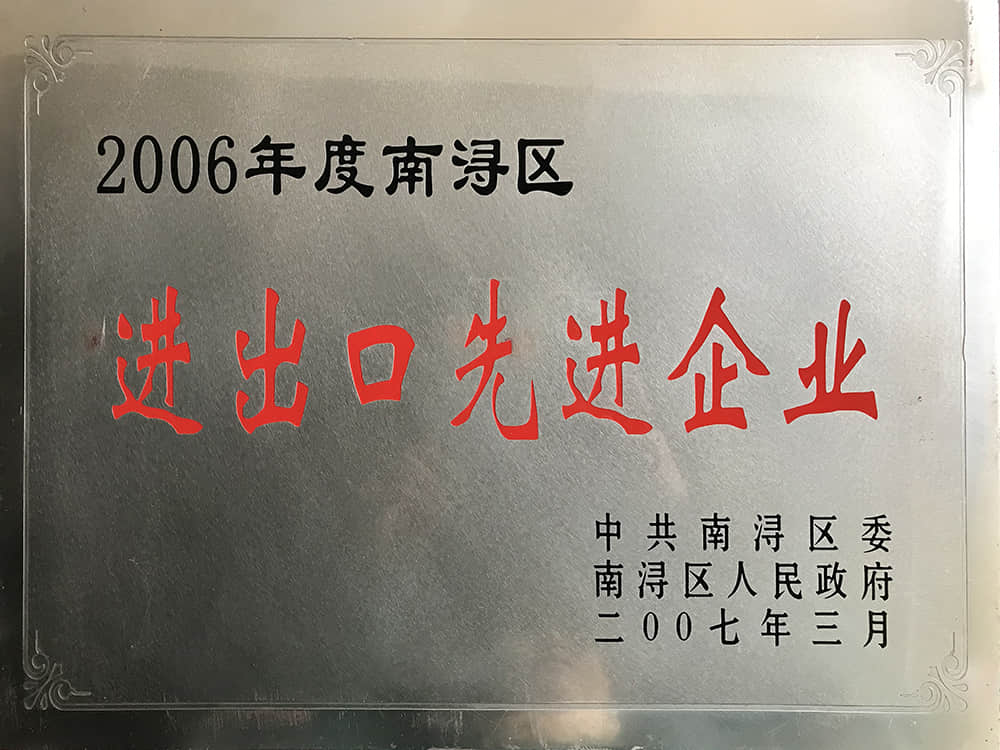 2006年度南浔区
进出口先进企业
中共南浔区委
南浔区人民政府
二00七年三月